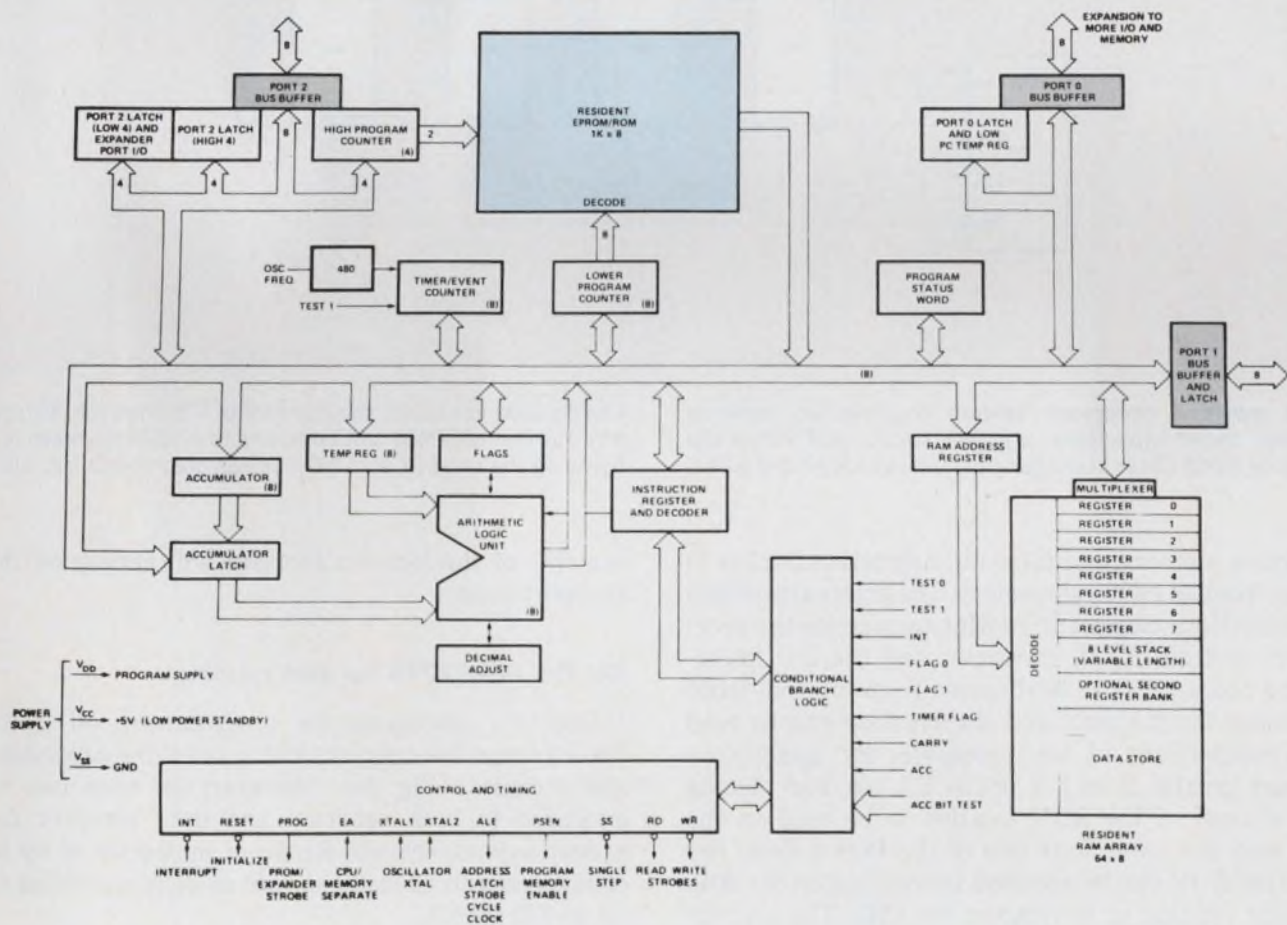 EXPANSION TO
MORE I/O AND
MEMORY
8
8
PORT 2
BUS BUFFER
PORT 0
BUS BUFFER
PORT 2 LATCH
(LOW 4) AND
EXPANDER
PORT I/O
PORT 2 LATCH
(HIGH 4)
8
HIGH PROGRAM
COUNTER
(4)
2
RESIDENT
EPROM/ROM
1K x 8
DECODE
PORT 0 LATCH
AND LOW
PC TEMP REG
4
4
4
8
OSC
FREQ
480
TEST 1
TIMER/EVENT
COUNTER
(8)
LOWER
PROGRAM
COUNTER
(8)
PROGRAM
STATUS
WORD
(8)
PORT 1
BUS
BUFFER
AND
LATCH
8
ACCUMULATOR
(8)
TEMP REG (8)
FLAGS
INSTRUCTION
REGISTER
AND DECODER
RAM ADDRESS
REGISTER
MULTIPLEXER
ACCUMULATOR
LATCH
ARITHMETIC
LOGIC
UNIT
(8)
DECIMAL
ADJUST
CONDITIONAL
BRANCH
LOGIC
TEST 0
TEST 1
INT
FLAG 0
FLAG 1
TIMER FLAG
CARRY
ACC
ACC BIT TEST
DECODE
REGISTER 0
REGISTER 1
REGISTER 2
REGISTER 3
REGISTER 4
REGISTER 5
REGISTER 6
REGISTER 7
8 LEVEL STACK
(VARIABLE LENGTH)
OPTIONAL SECOND
REGISTER BANK
DATA STORE
RESIDENT
RAM ARRAY
64 x 8
POWER
SUPPLY
VDD
PROGRAM SUPPLY
VCC
+5V (LOW POWER STANDBY)
VSS
GND
CONTROL AND TIMING
INT RESET PROG EA XTALY XTAL2 ALE PSEN SS RD WR
INTERRUPT
INITIALIZE
PROM/
EXPANDER
STROBE
CPU/
MEMORY
SEPARATE
OSCILLATOR
XTAL
ADDRESS
LATCH
STROBE
CYCLE
CLOCK
PROGRAM
MEMORY
ENABLE
SINGLE
STEP
READ WRITE
STROBES